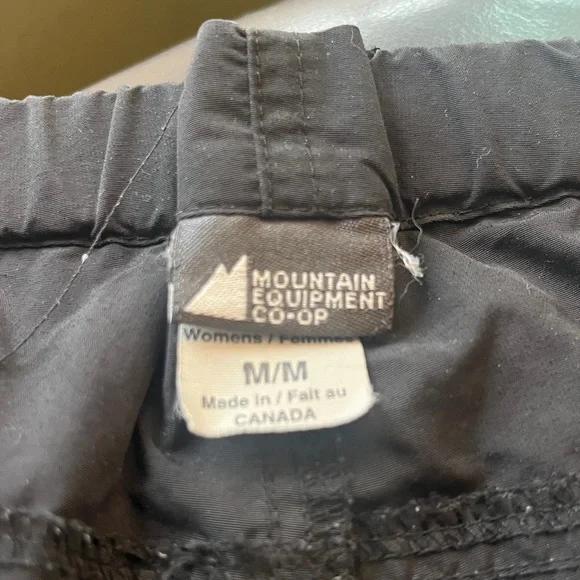 MOUNTAIN
EQUIPMENT
CO-OP
Womens / Femmes
M/M
Made in / Fait au
CANADA